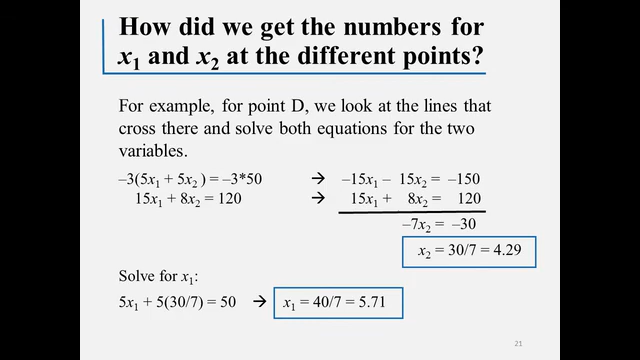 How did we get the numbers for
x₁ and x₂ at the different points?
For example, for point D, we look at the lines that
cross there and solve both equations for the two
variables.
–3(5x₁ + 5x₂ ) = –3*50 → –15x₁ – 15x₂ = –150
15x₁ + 8x₂ = 120 → 15x₁ + 8x₂ = 120
–7x₂ = –30
x₂ = 30/7 = 4.29
Solve for x₁:
5x₁ + 5(30/7) = 50 → x₁ = 40/7 = 5.71
21